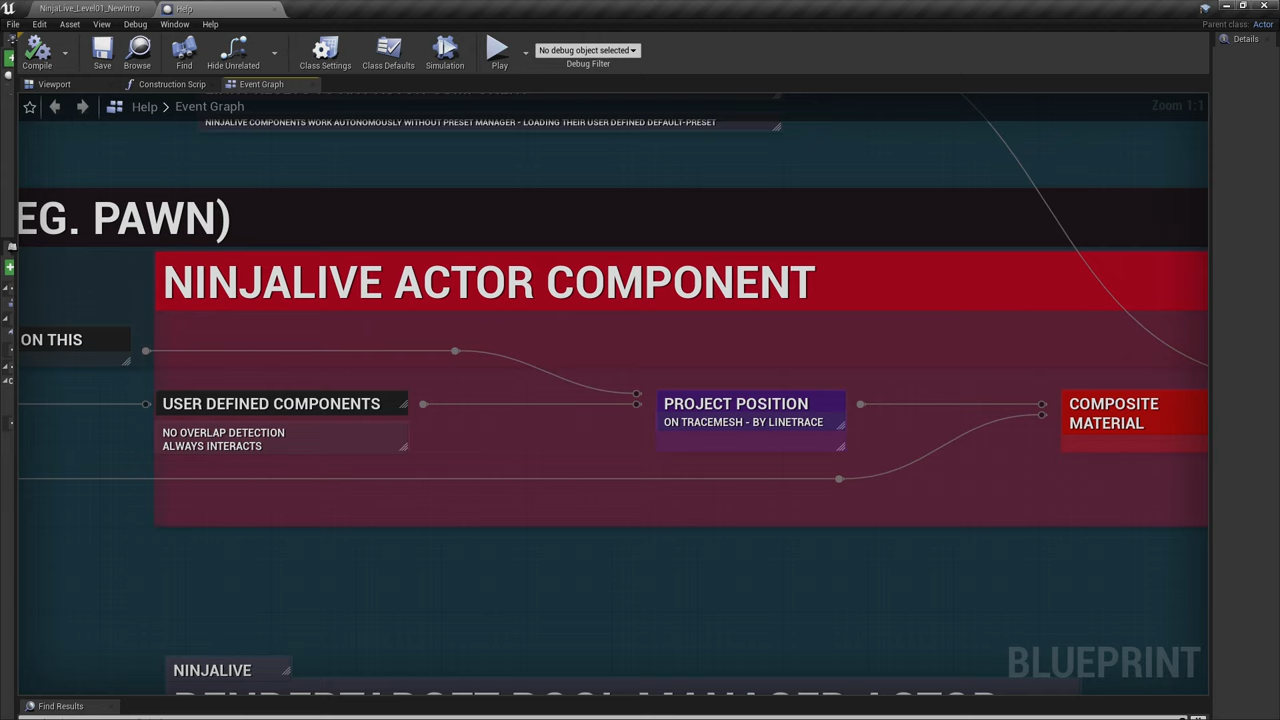 NinjaLive_Level01_NewIntro
Help
File
Edit
Asset
View
Debug
Window
Help
Parent class: Actor
Compile
Save
Browse
Find
Hide Unrelated
Class Settings
Class Defaults
Simulation
Play
No debug object selected
Debug Filter
Details
Viewport
Construction Scrip
Event Graph
Help > Event Graph
Zoom 1:1
NINJALIVE COMPONENTS WORK AUTONOMOUSLY WITHOUT PRESET MANAGER - LOADING THEIR USER DEFINED DEFAULT-PRESET
EG. PAWN)
NINJALIVE ACTOR COMPONENT
ON THIS
USER DEFINED COMPONENTS
NO OVERLAP DETECTION
ALWAYS INTERACTS
PROJECT POSITION
ON TRACEMESH - BY LINETRACE
COMPOSITE
MATERIAL
NINJALIVE
RENDERTARGET POOL MANAGER ACTOR
BLUEPRINT
Find Results